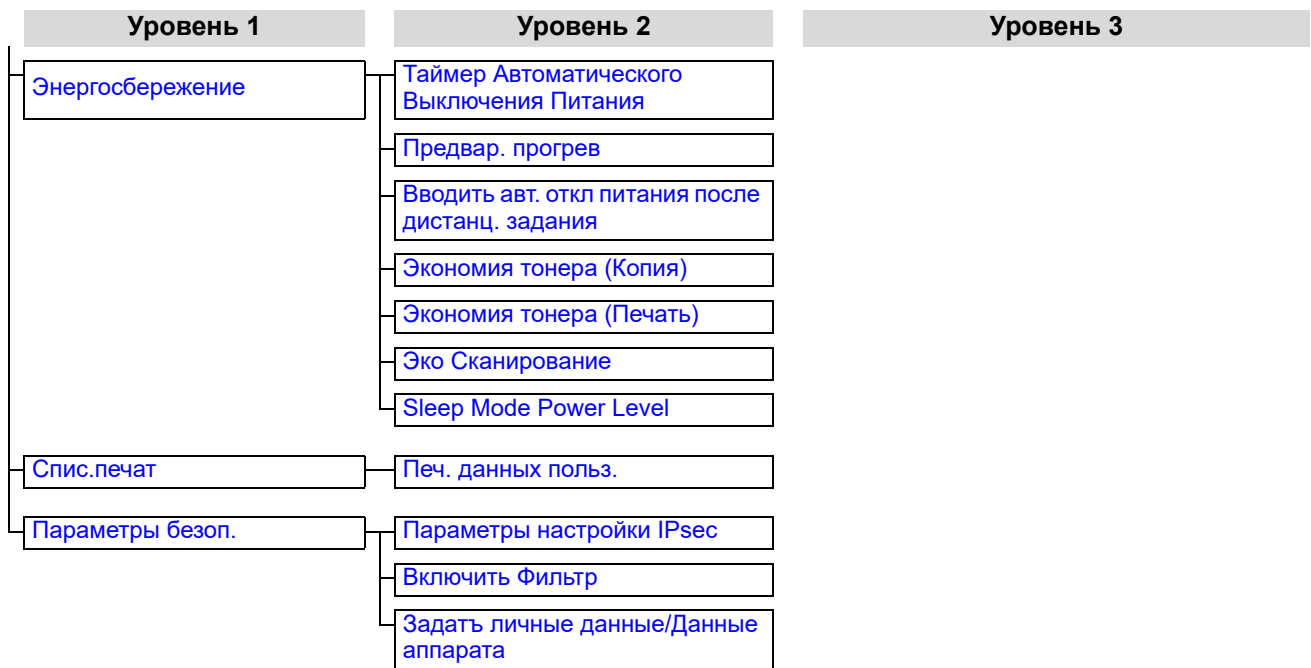 Уровень 1
Уровень 2
Уровень 3
Энергосбережение
Таймер Автоматического
Выключения Питания
Предвар. прогрев
Вводить авт. откл питания после
дистанц. задания
Экономия тонера (Копия)
Экономия тонера (Печать)
Эко Сканирование
Sleep Mode Power Level
Спис.печат
Печ. данных польз.
Параметры безоп.
Параметры настройки IPsec
Включить Фильтр
Задатъ личные данные/Данные
аппарата